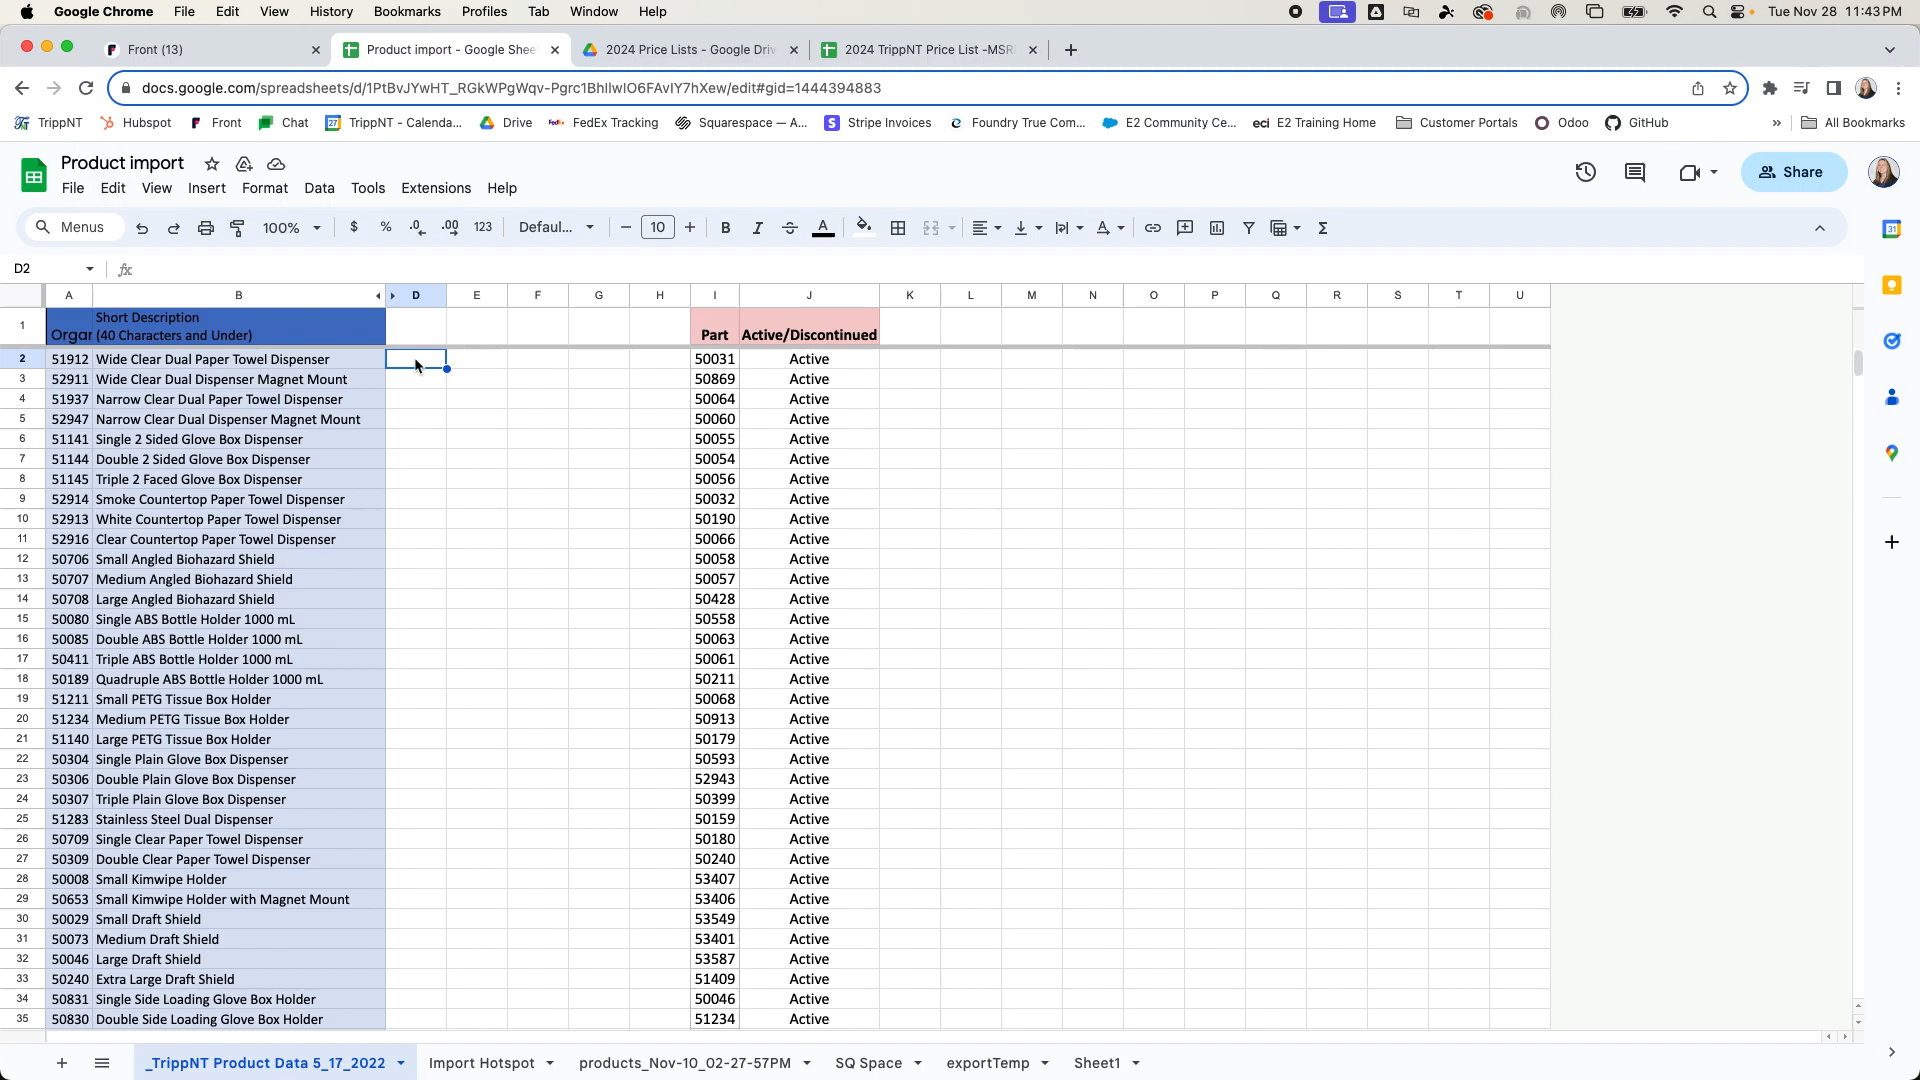 Google Chrome File Edit View History Bookmarks Profiles Tab Window Help Tue Nov 28 11:43 PM
Front (13) Product import - Google Shee 2024 Price Lists - Google Driv 2024 TrippNT Price List -MSR
docs.google.com/spreadsheets/d/1PtBvJYwHT_RGkWPgWqv-Pgrc1BhIlwIO6FAvIY7hXew/edit#gid=1444394883
TrippNT Hubspot Front Chat TrippNT - Calenda... Drive FedEx Tracking Squarespace — A... Stripe Invoices Foundry True Com... E2 Community Ce... E2 Training Home Customer Portals Odoo GitHub » All Bookmarks
Product import
File Edit View Insert Format Data Tools Extensions Help
Share
Menus 100% $ % .0 .00 123 Defaul... 10 B I
D2 fx
A B D E F G H I J K L M N O P Q R S T U
1 Organ Short Description
(40 Characters and Under) Part Active/Discontinued
2 51912 Wide Clear Dual Paper Towel Dispenser 50031 Active
3 52911 Wide Clear Dual Dispenser Magnet Mount 50869 Active
4 51937 Narrow Clear Dual Paper Towel Dispenser 50064 Active
5 52947 Narrow Clear Dual Dispenser Magnet Mount 50060 Active
6 51141 Single 2 Sided Glove Box Dispenser 50055 Active
7 51144 Double 2 Sided Glove Box Dispenser 50054 Active
8 51145 Triple 2 Faced Glove Box Dispenser 50056 Active
9 52914 Smoke Countertop Paper Towel Dispenser 50032 Active
10 52913 White Countertop Paper Towel Dispenser 50190 Active
11 52916 Clear Countertop Paper Towel Dispenser 50066 Active
12 50706 Small Angled Biohazard Shield 50058 Active
13 50707 Medium Angled Biohazard Shield 50057 Active
14 50708 Large Angled Biohazard Shield 50428 Active
15 50080 Single ABS Bottle Holder 1000 mL 50558 Active
16 50085 Double ABS Bottle Holder 1000 mL 50063 Active
17 50411 Triple ABS Bottle Holder 1000 mL 50061 Active
18 50189 Quadruple ABS Bottle Holder 1000 mL 50211 Active
19 51211 Small PETG Tissue Box Holder 50068 Active
20 51234 Medium PETG Tissue Box Holder 50913 Active
21 51140 Large PETG Tissue Box Holder 50179 Active
22 50304 Single Plain Glove Box Dispenser 50593 Active
23 50306 Double Plain Glove Box Dispenser 52943 Active
24 50307 Triple Plain Glove Box Dispenser 50399 Active
25 51283 Stainless Steel Dual Dispenser 50159 Active
26 50709 Single Clear Paper Towel Dispenser 50180 Active
27 50309 Double Clear Paper Towel Dispenser 50240 Active
28 50008 Small Kimwipe Holder 53407 Active
29 50653 Small Kimwipe Holder with Magnet Mount 53406 Active
30 50029 Small Draft Shield 53549 Active
31 50073 Medium Draft Shield 53401 Active
32 50046 Large Draft Shield 53587 Active
33 50240 Extra Large Draft Shield 51409 Active
34 50831 Single Side Loading Glove Box Holder 50046 Active
35 50830 Double Side Loading Glove Box Holder 51234 Active
_TrippNT Product Data 5_17_2022 Import Hotspot products_Nov-10_02-27-57PM SQ Space exportTemp Sheet1